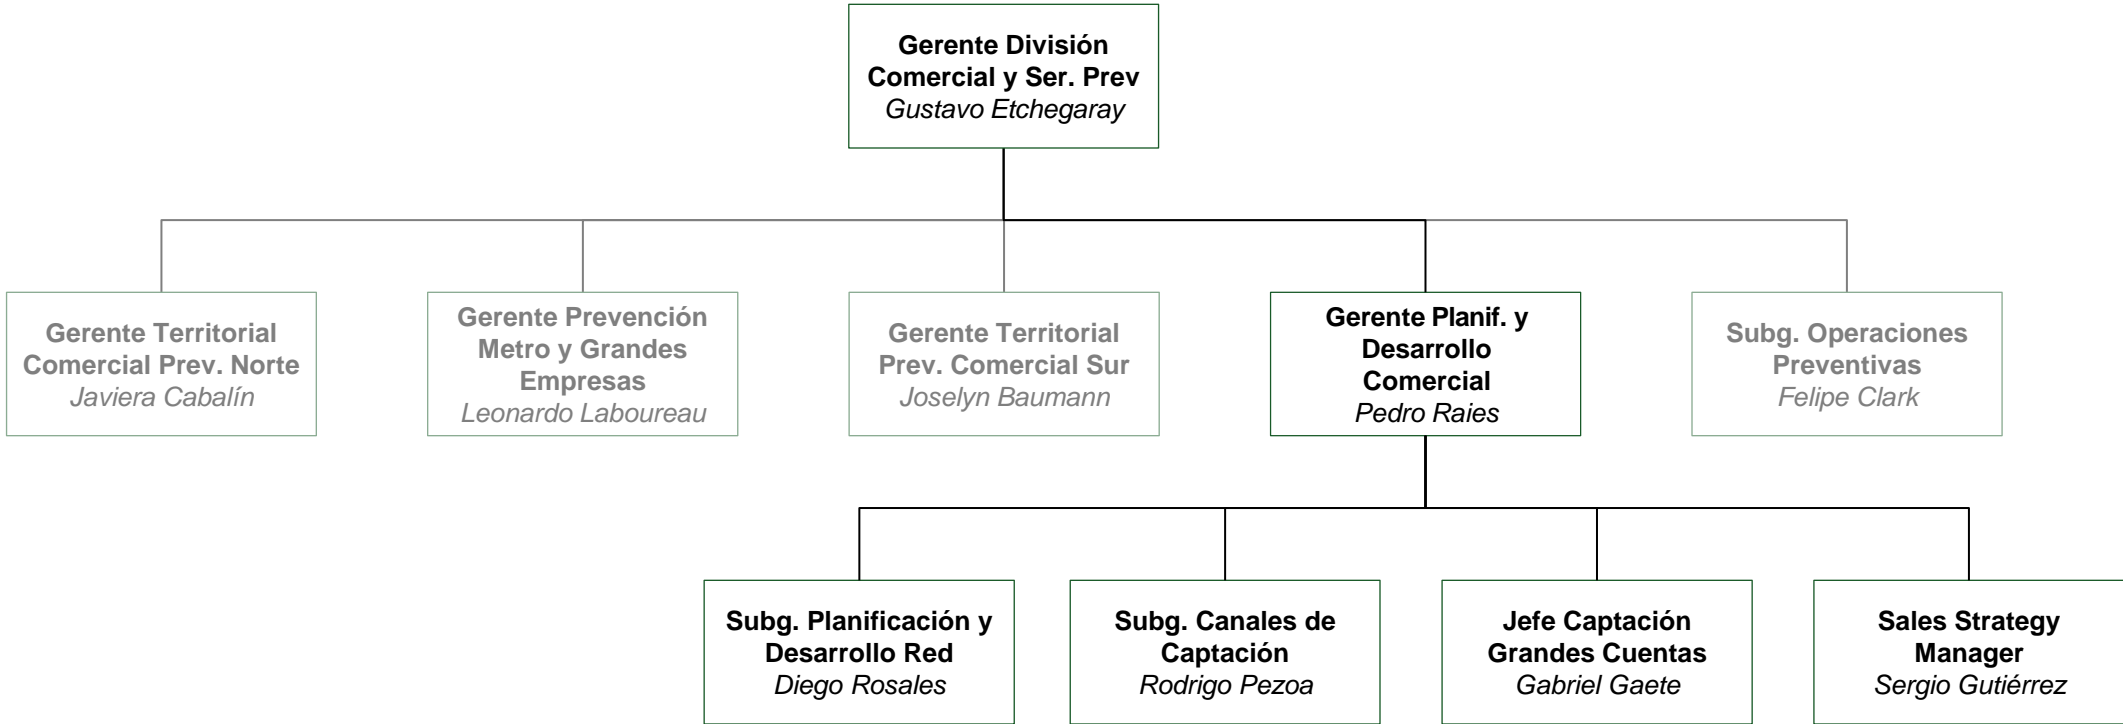 Gerente División
Comercial y Ser. Prev
Gustavo Etchegaray
Gerente Territorial
Comercial Prev. Norte
Javiera Cabalín
Gerente Prevención
Metro y Grandes
Empresas
Leonardo Laboureau
Gerente Territorial
Prev. Comercial Sur
Joselyn Baumann
Gerente Planif. y
Desarrollo
Comercial
Pedro Raies
Subg. Operaciones
Preventivas
Felipe Clark
Subg. Planificación y
Desarrollo Red
Diego Rosales
Subg. Canales de
Captación
Rodrigo Pezoa
Jefe Captación
Grandes Cuentas
Gabriel Gaete
Sales Strategy
Manager
Sergio Gutiérrez